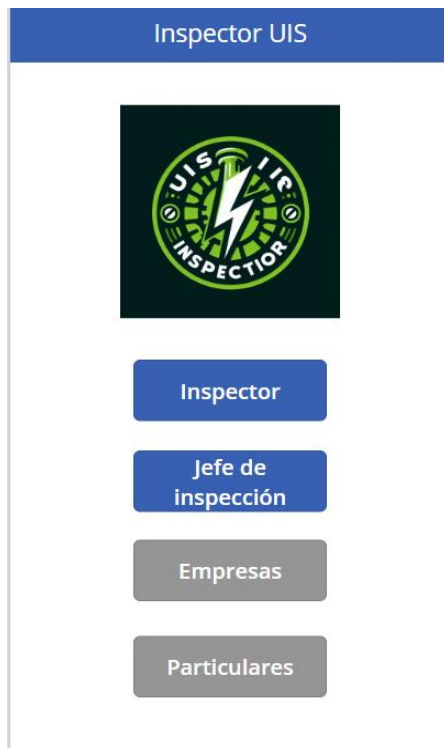 Inspector UIS
UIS
INSPECTIOR
Inspector
Jefe de
inspección
Empresas
Particulares